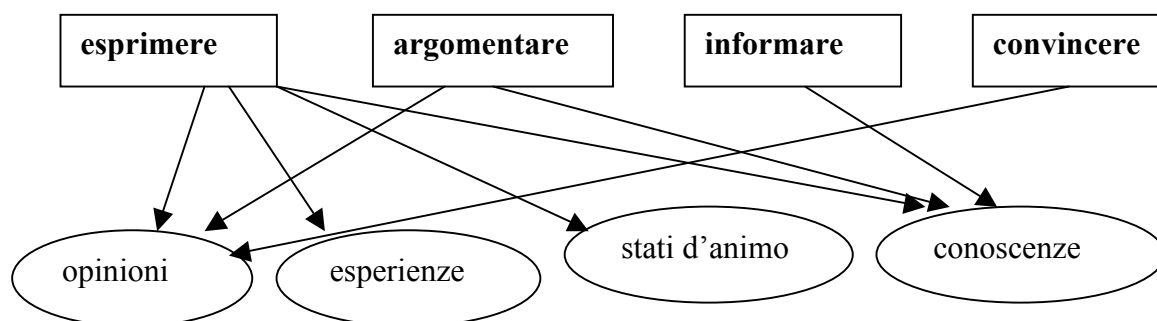 esprimere argomentare informare convincere
opinioni esperienze stati d’animo conoscenze